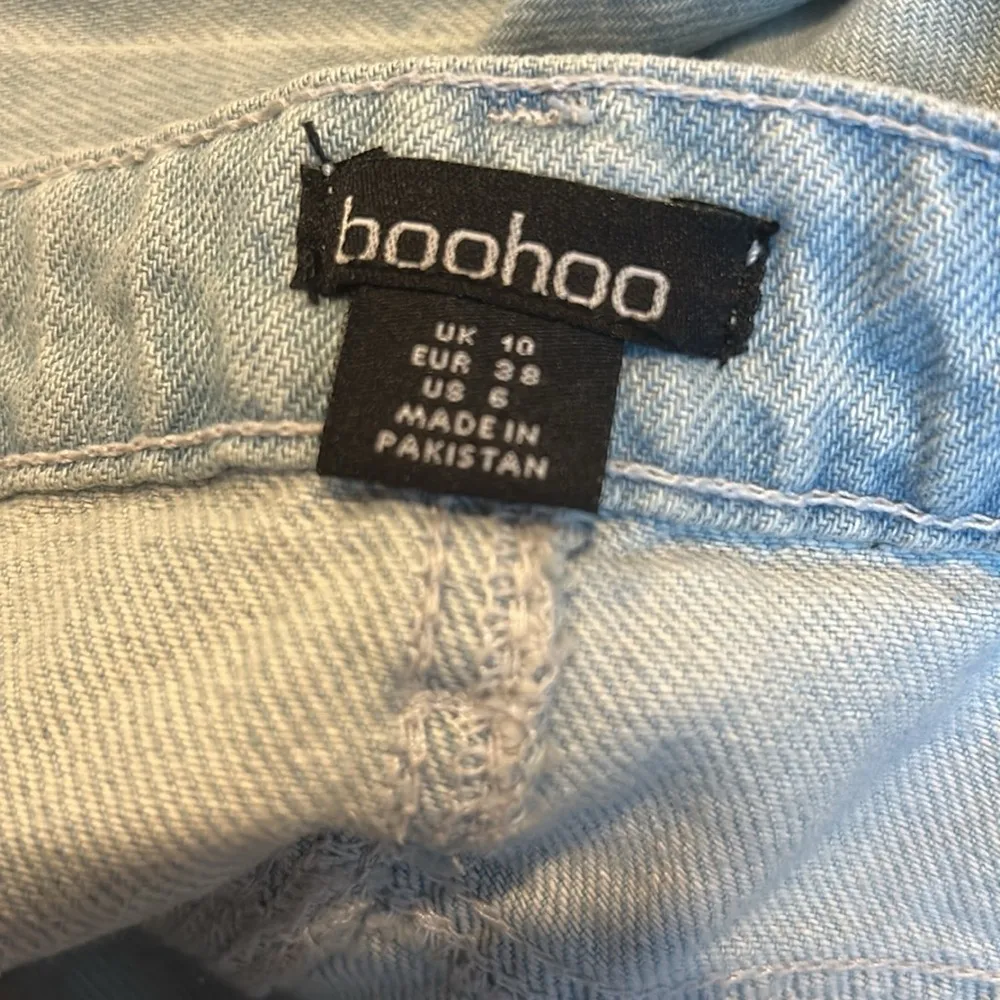 boohoo
UK 10
EUR 38
US 6
MADE IN
PAKISTAN